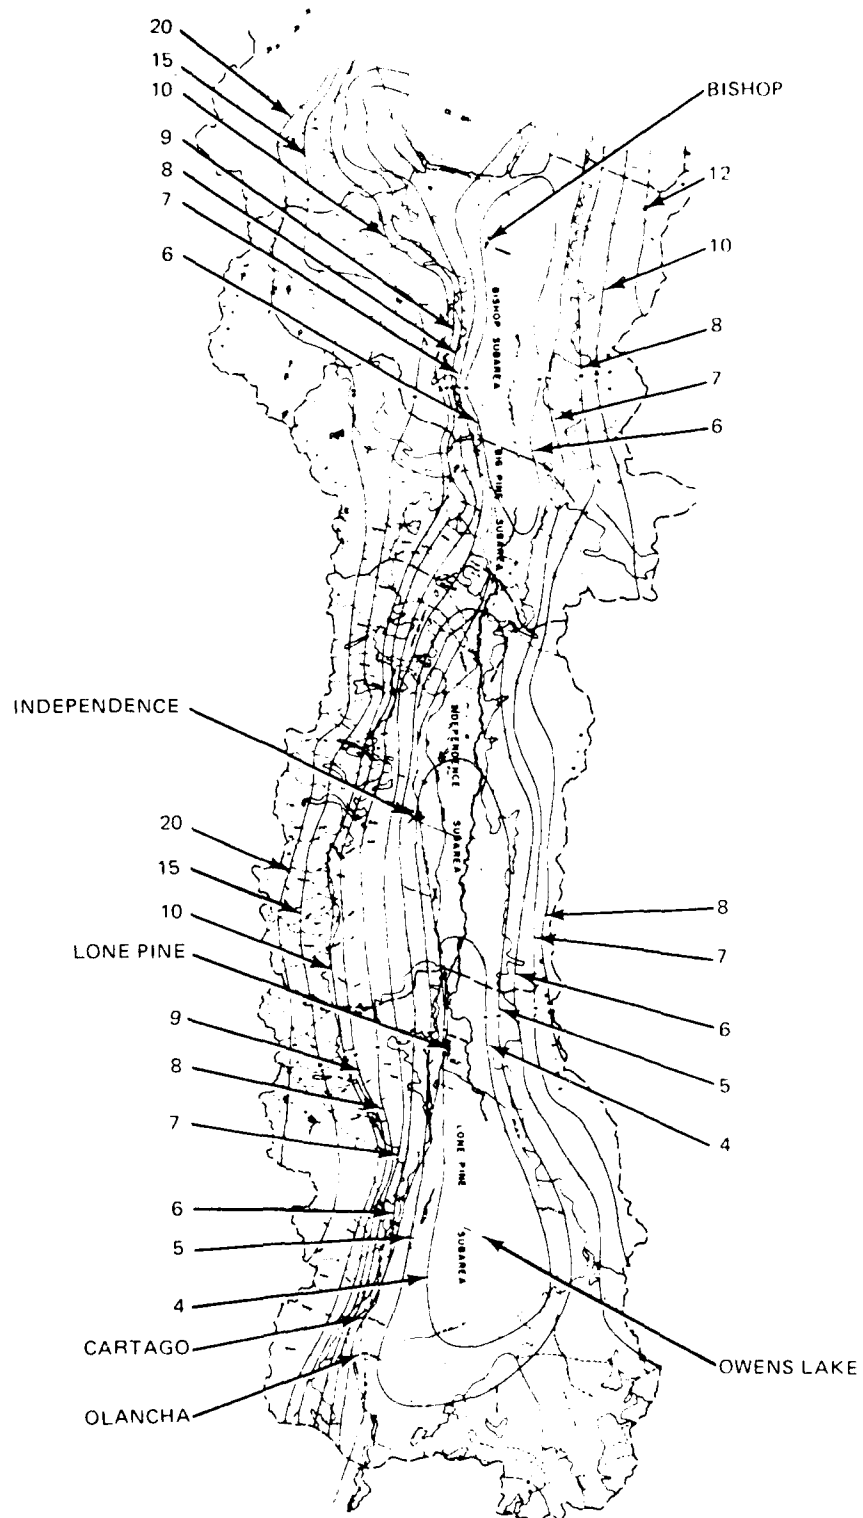 20
15
10
9
8
7
6
BISHOP
12
10
8
7
6
BISHOP SUBAREA
BIG PINE SUBAREA
INDEPENDENCE
INDEPENDENCE SUBAREA
20
15
10
LONE PINE
9
8
7
6
5
4
CARTAGO
OLANCHA
8
7
6
5
4
LONE PINE SUBAREA
OWENS LAKE